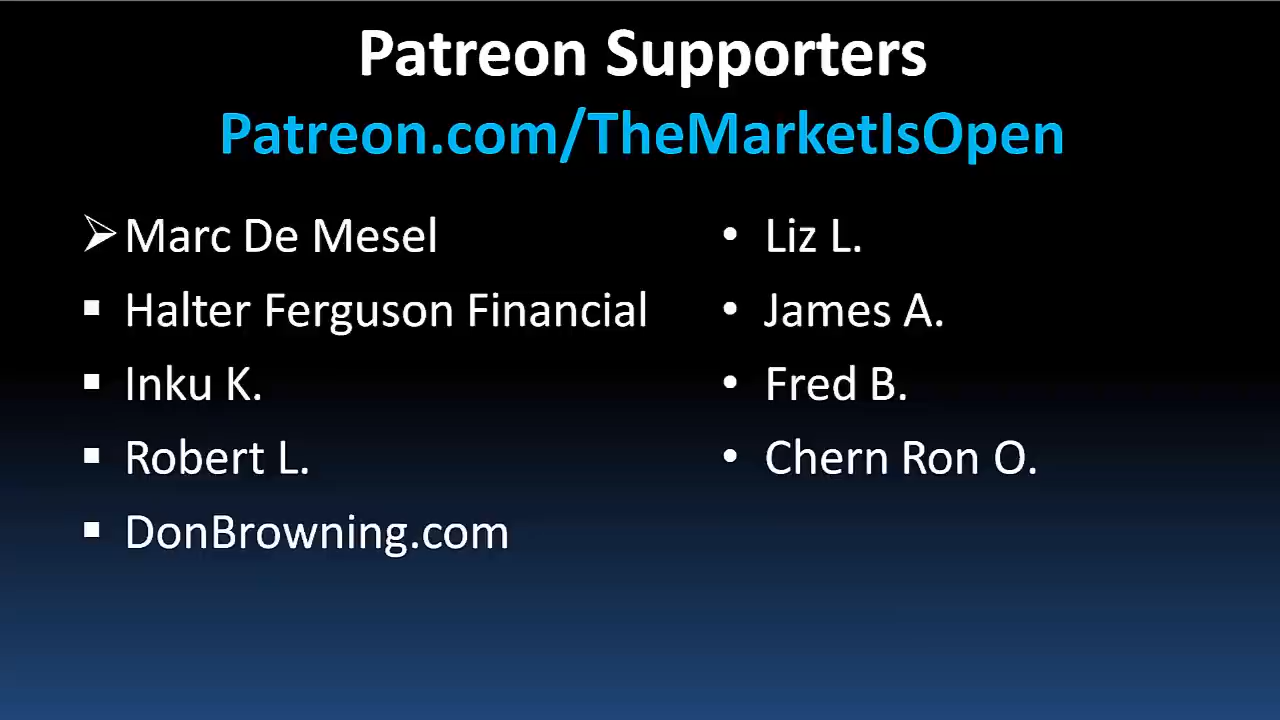 Patreon Supporters
Patreon.com/TheMarketIsOpen
Marc De Mesel
Halter Ferguson Financial
Inku K.
Robert L.
DonBrowning.com
Liz L.
James A.
Fred B.
Chern Ron O.